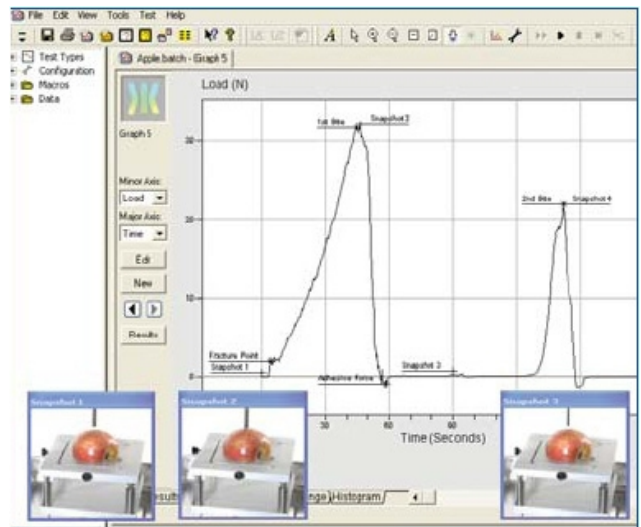 File Edit View Tools Test Help
Test Types
Configuration
Macros
Data
Apple.batch - Graph 5
Load (N)
Graph 5
Minor Axis:
Load
Major Axis:
Time
Edit
New
Results
1st Bite
Snapshot 2
2nd Bite
Snapshot 4
30
20
10
0
Fracture Point
Snapshot 1
Adhesive Force
Snapshot 3
30
60
Time (Seconds)
Snapshot 1
Snapshot 2
Snapshot 3
Histogram